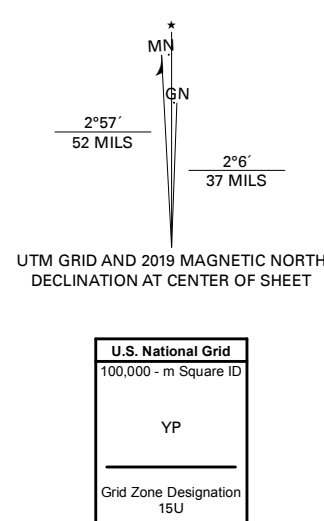 MN
GN
2°57´
52 MILS
2°6´
37 MILS
UTM GRID AND 2019 MAGNETIC NORTH
DECLINATION AT CENTER OF SHEET
U.S. National Grid
100,000 - m Square ID
YP
Grid Zone Designation
15U